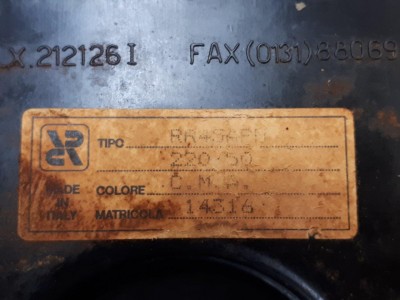 X.212126 I FAX (0131) 88069
TIPO
220.50
MADE IN ITALY
COLORE C.M.A.
MATRICOLA 14316